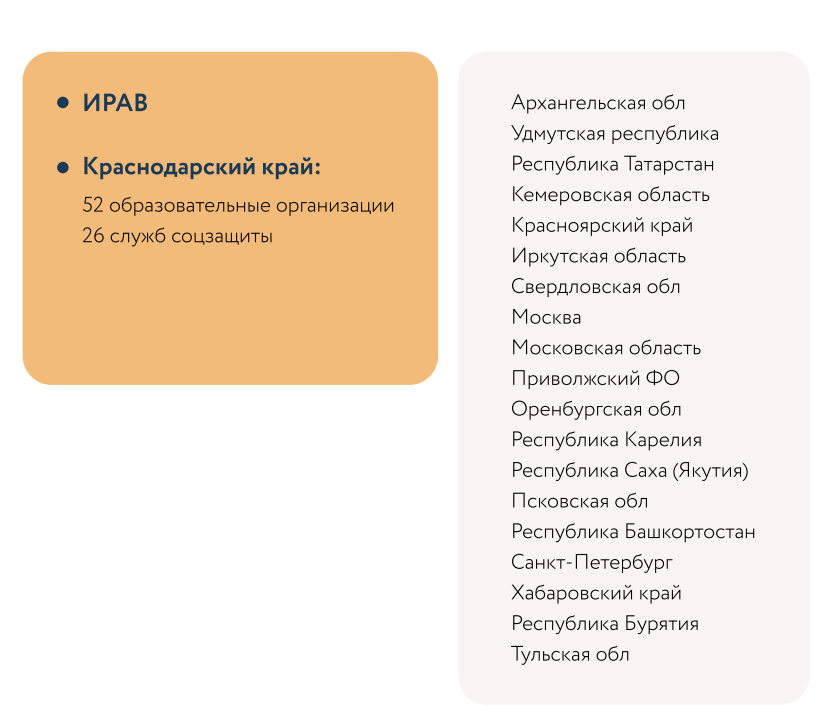 ИРАВ
Краснодарский край:
52 образовательные организации
26 служб соцзащиты
Архангельская обл
Удмутская республика
Республика Татарстан
Кемеровская область
Красноярский край
Иркутская область
Свердловская обл
Москва
Московская область
Приволжский ФО
Оренбургская обл
Республика Карелия
Республика Саха (Якутия)
Псковская обл
Республика Башкортостан
Санкт-Петербург
Хабаровский край
Республика Бурятия
Тульская обл